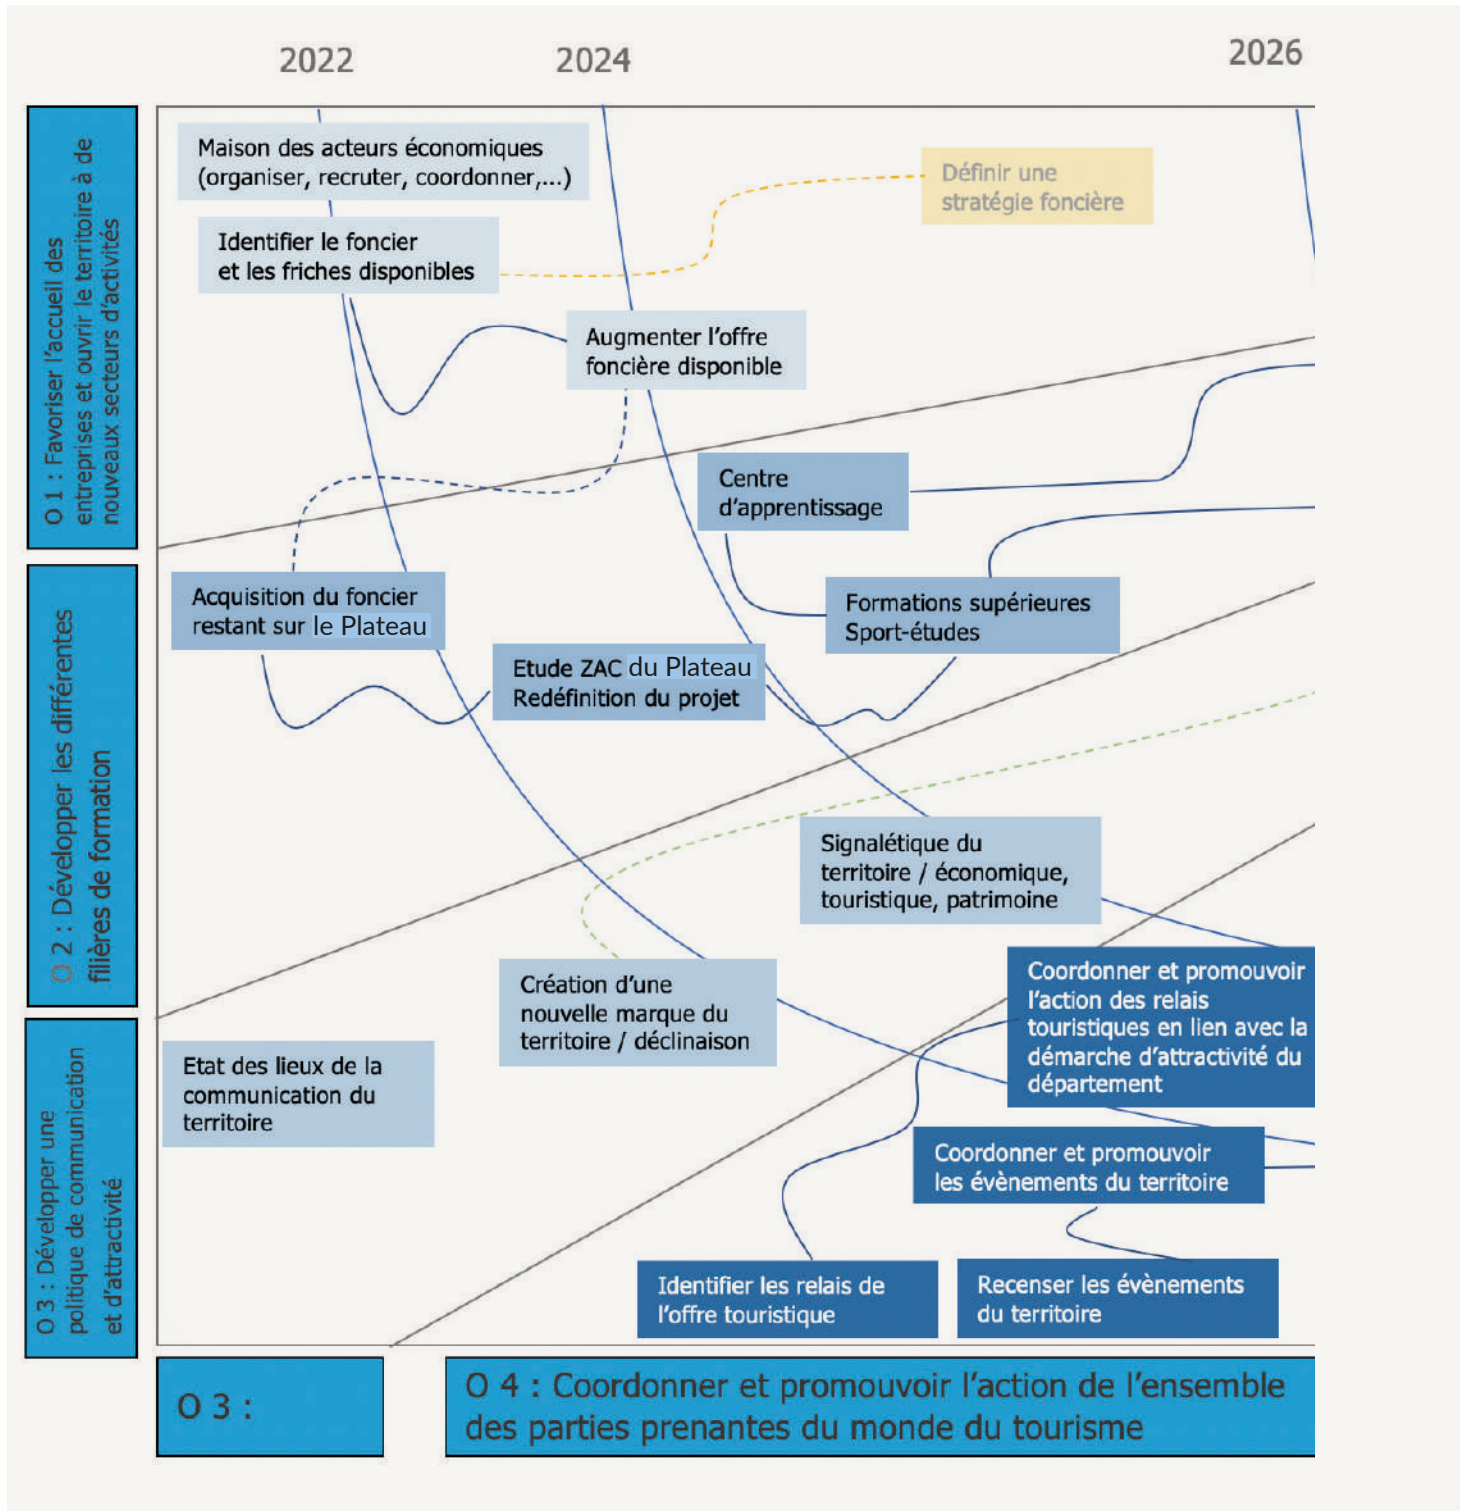 2022
2024
2026
O 1 : Favoriser l'accueil des
entreprises et ouvrir le territoire à de
nouveaux secteurs d'activités
Maison des acteurs économiques
(organiser, recruter, coordonner,...)
Définir une
stratégie foncière
Identifier le foncier
et les friches disponibles
Augmenter l'offre
foncière disponible
O 2 : Développer les différentes
filières de formation
Centre
d'apprentissage
Acquisition du foncier
restant sur le Plateau
Formations supérieures
Sport-études
Etude ZAC du Plateau
Redéfinition du projet
O 3 : Développer une
politique de communication
et d'attractivité
Signalétique du
territoire / économique,
touristique, patrimoine
Création d'une
nouvelle marque du
territoire / déclinaison
Etat des lieux de la
communication du
territoire
Coordonner et promouvoir
l'action des relais
touristiques en lien avec la
démarche d'attractivité du
département
Coordonner et promouvoir
les évènements du territoire
Identifier les relais de
l'offre touristique
Recenser les évènements
du territoire
O 3 :
O 4 : Coordonner et promouvoir l'action de l'ensemble
des parties prenantes du monde du tourisme